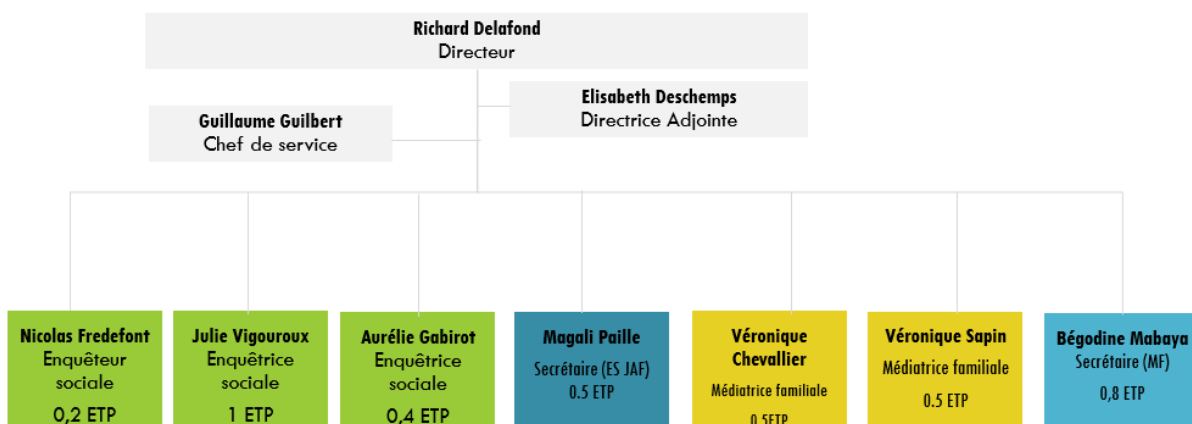 Richard Delafond
Directeur
Elisabeth Deschemps
Directrice Adjointe
Guillaume Guilbert
Chef de service
Nicolas Fredefont
Enquêteur
sociale
0,2 ETP
Julie Vigouroux
Enquêtrice
sociale
1 ETP
Aurélie Gabirot
Enquêtrice
sociale
0,4 ETP
Magali Paille
Secrétaire (ES JAF)
0.5 ETP
Véronique
Chevallier
Médiatrice familiale
0.5ETP
Véronique Sapin
Médiatrice familiale
0.5 ETP
Bégodine Mabaya
Secrétaire (MF)
0,8 ETP